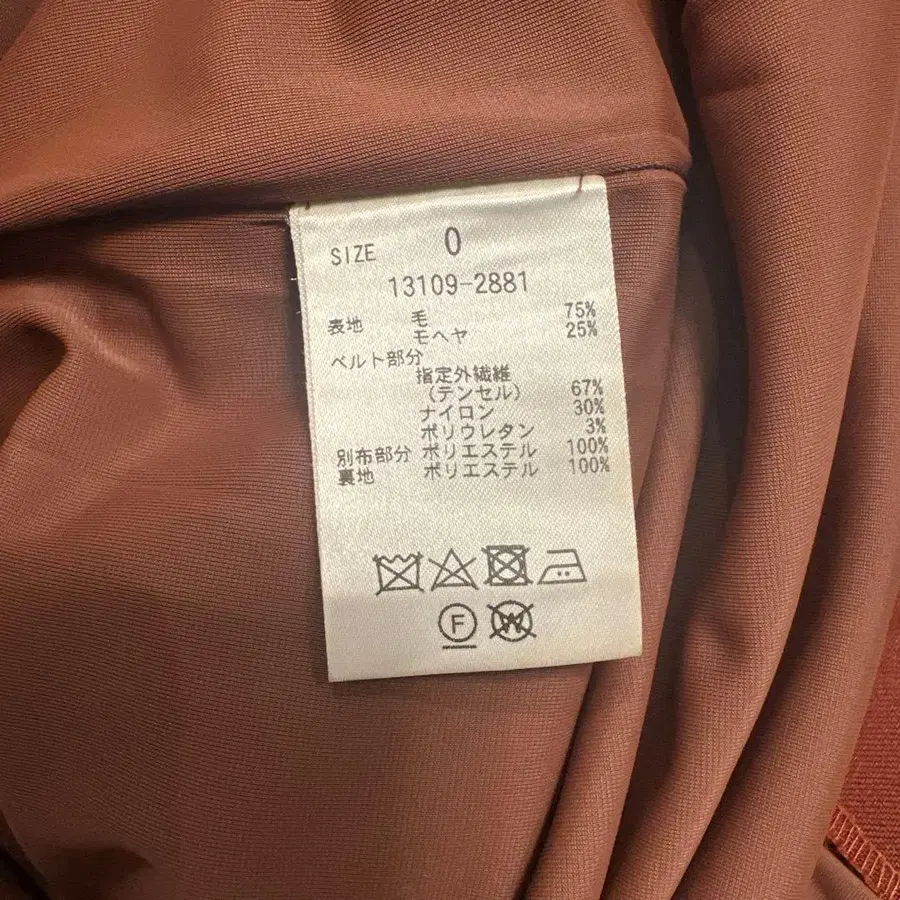 SIZE 0
13109-2881
表地 毛 75%
モヘヤ 25%
ベルト部分
指定外繊維
(テンセル) 67%
ナイロン 30%
ポリウレタン 3%
別布部分 ポリエステル 100%
裏地 ポリエステル 100%
F W